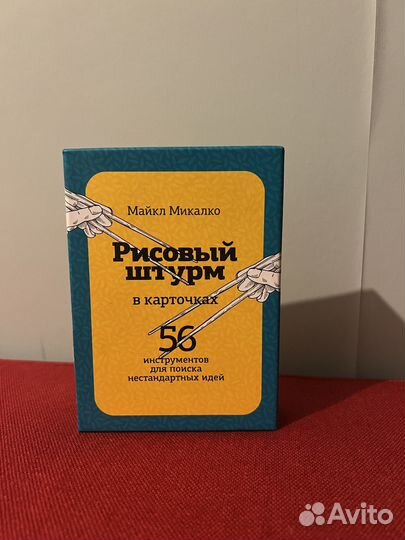 Майкл Микалко
Рисовый
штурм
в карточках
56
инструментов
для поиска
нестандартных идей
Avito